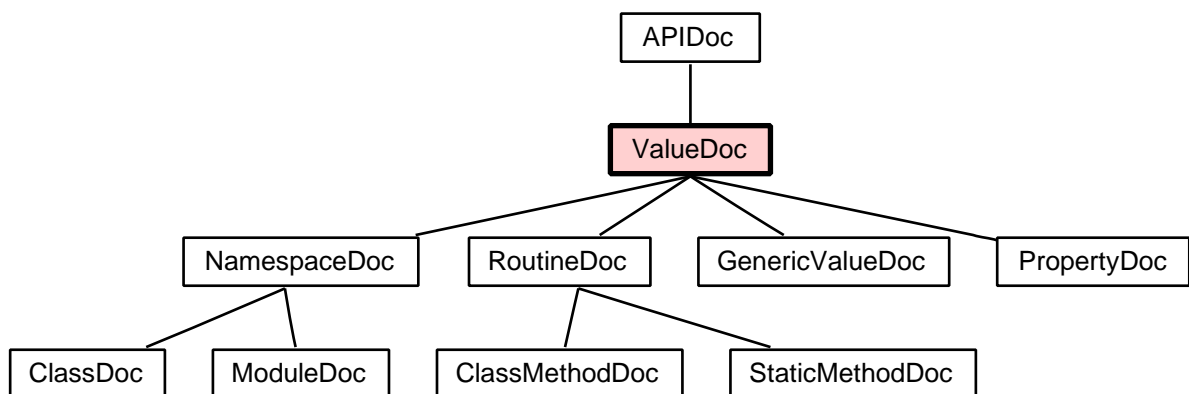 APIDoc
ValueDoc
NamespaceDoc
RoutineDoc
GenericValueDoc
PropertyDoc
ClassDoc
ModuleDoc
ClassMethodDoc
StaticMethodDoc